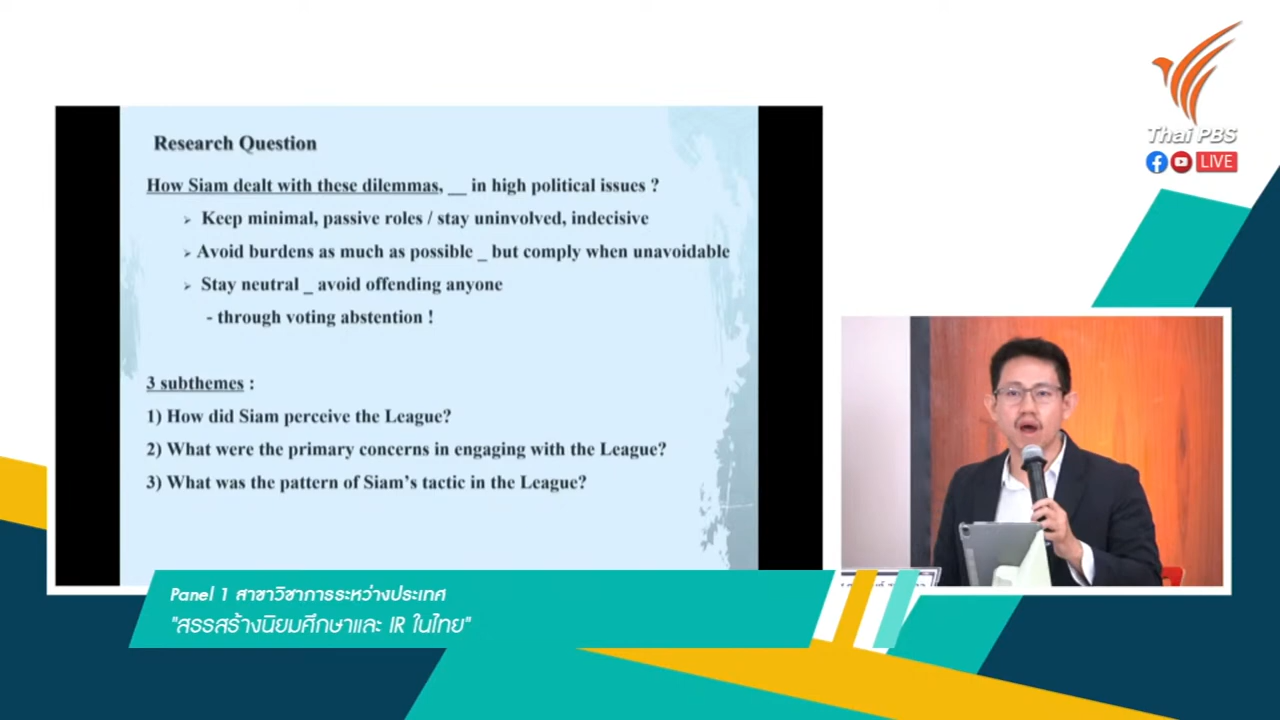 Thai PBS
LIVE
Research Question
How Siam dealt with these dilemmas, __ in high political issues ?
➢ Keep minimal, passive roles / stay uninvolved, indecisive
➢ Avoid burdens as much as possible _ but comply when unavoidable
➢ Stay neutral _ avoid offending anyone
- through voting abstention !
3 subthemes :
1) How did Siam perceive the League?
2) What were the primary concerns in engaging with the League?
3) What was the pattern of Siam's tactic in the League?
Panel 1 สาขาวิชาการระหว่างประเทศ
"สรรสร้างนิยมศึกษาและ IR ในไทย"